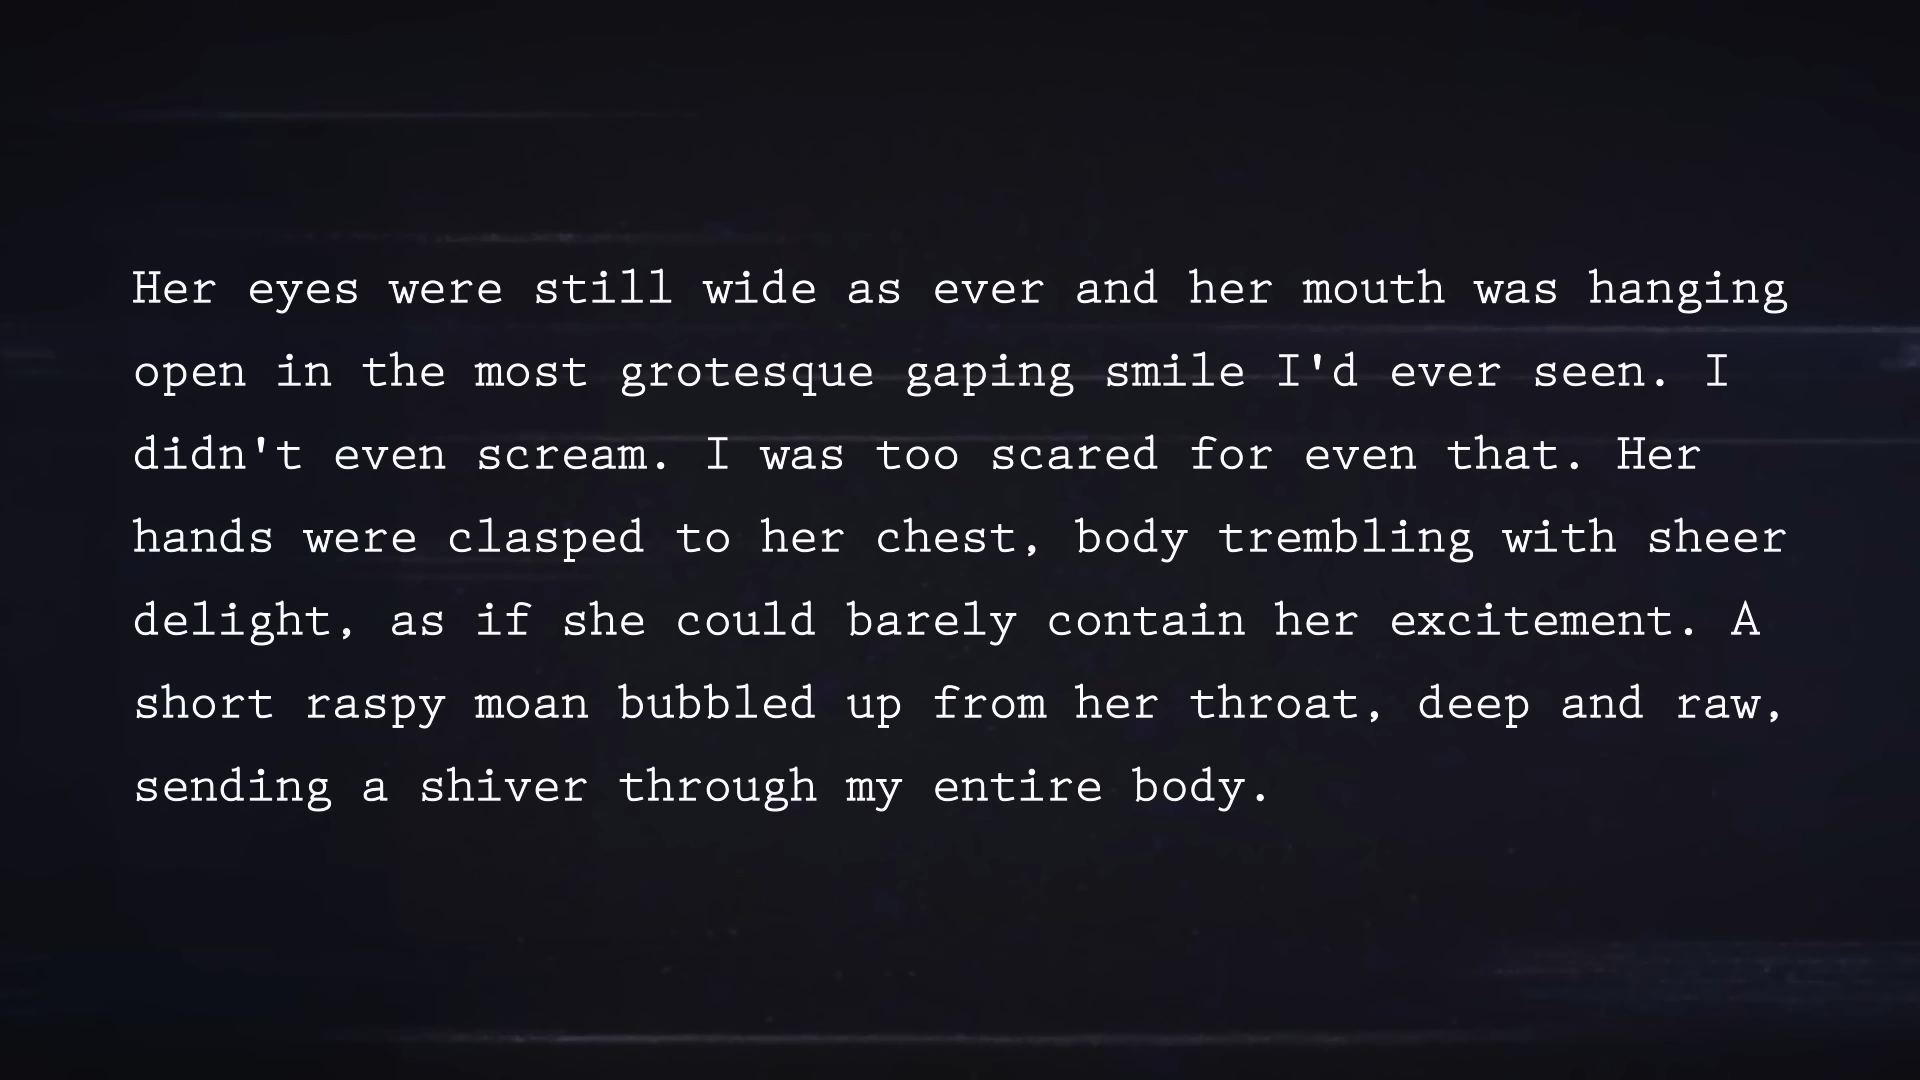 Her eyes were still wide as ever and her mouth was hanging
open in the most grotesque gaping smile I'd ever seen. I
didn't even scream. I was too scared for even that. Her
hands were clasped to her chest, body trembling with sheer
delight, as if she could barely contain her excitement. A
short raspy moan bubbled up from her throat, deep and raw,
sending a shiver through my entire body.